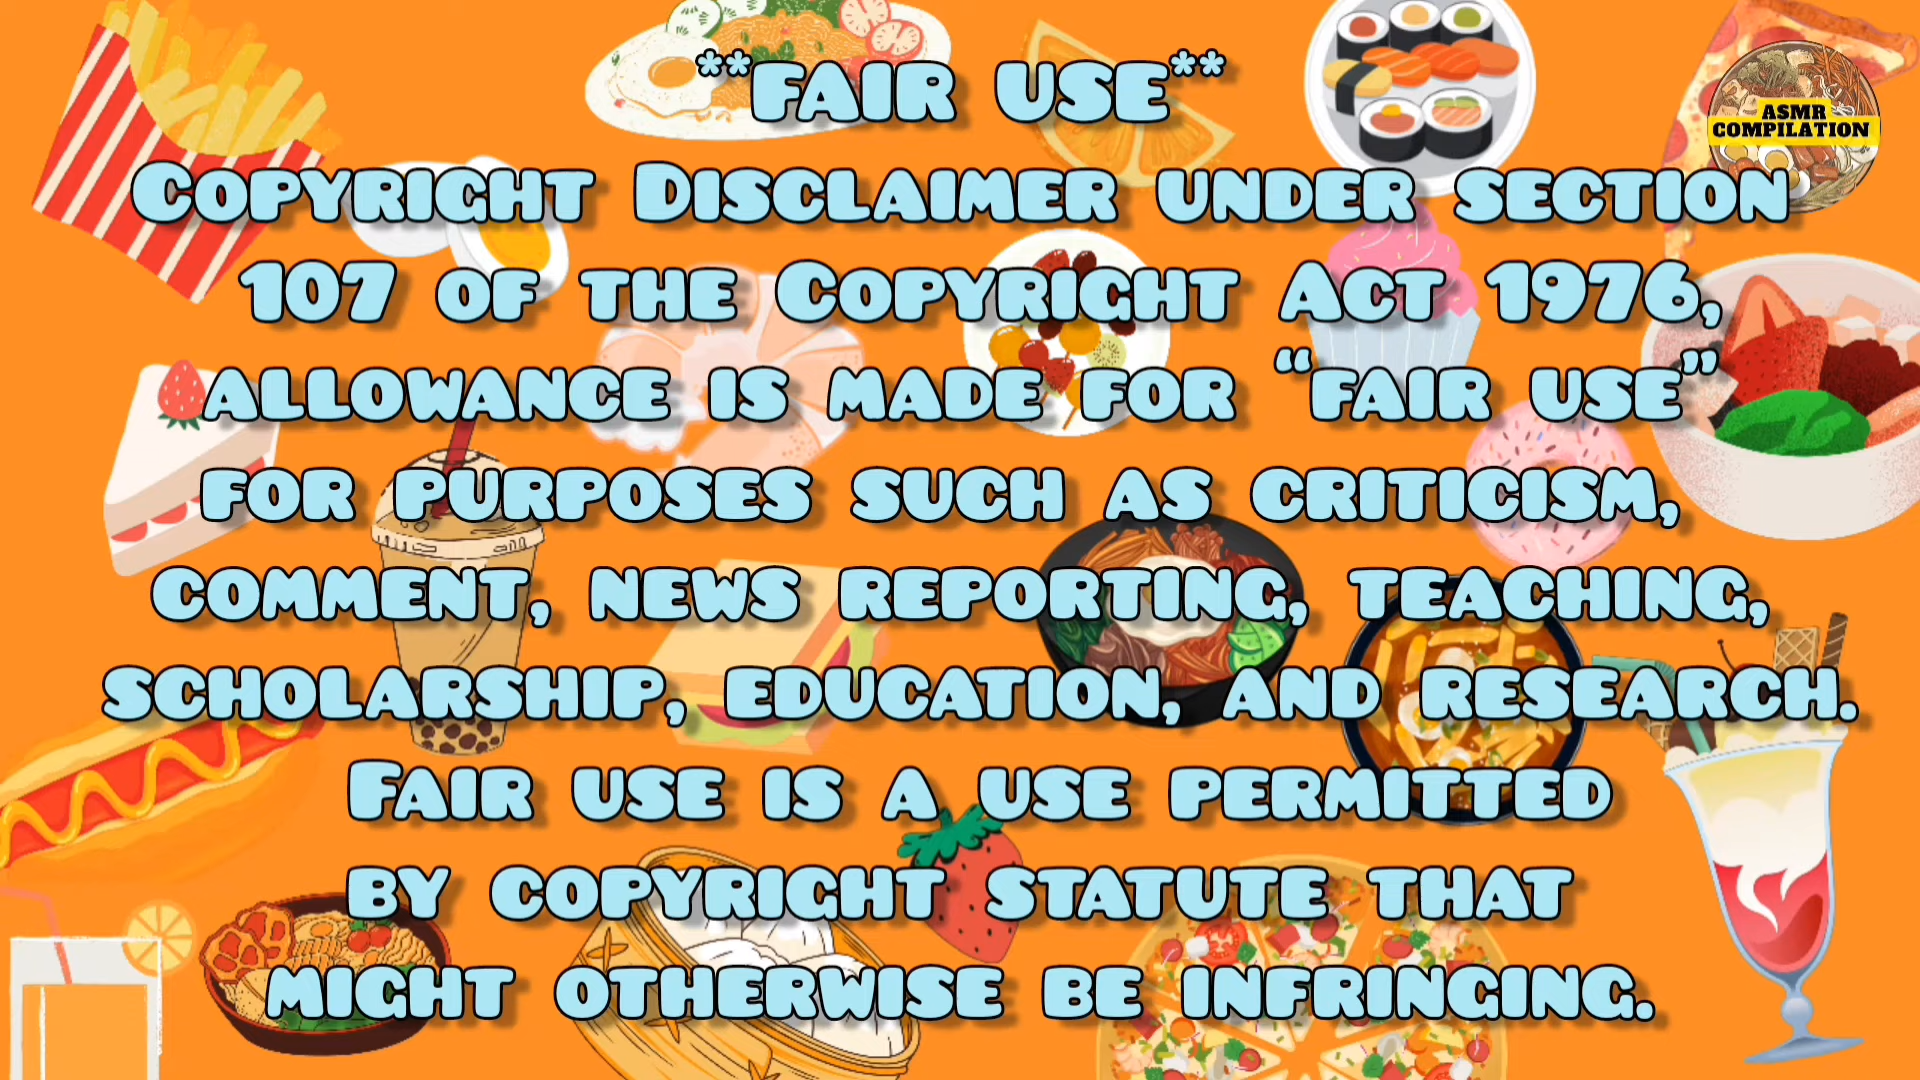 **FAIR USE**
ASMR
COMPILATION
Copyright Disclaimer under section
107 of the Copyright Act 1976,
allowance is made for “fair use”
for purposes such as criticism,
comment, news reporting, teaching,
scholarship, education, and research.
Fair use is a use permitted
by copyright statute that
might otherwise be infringing.